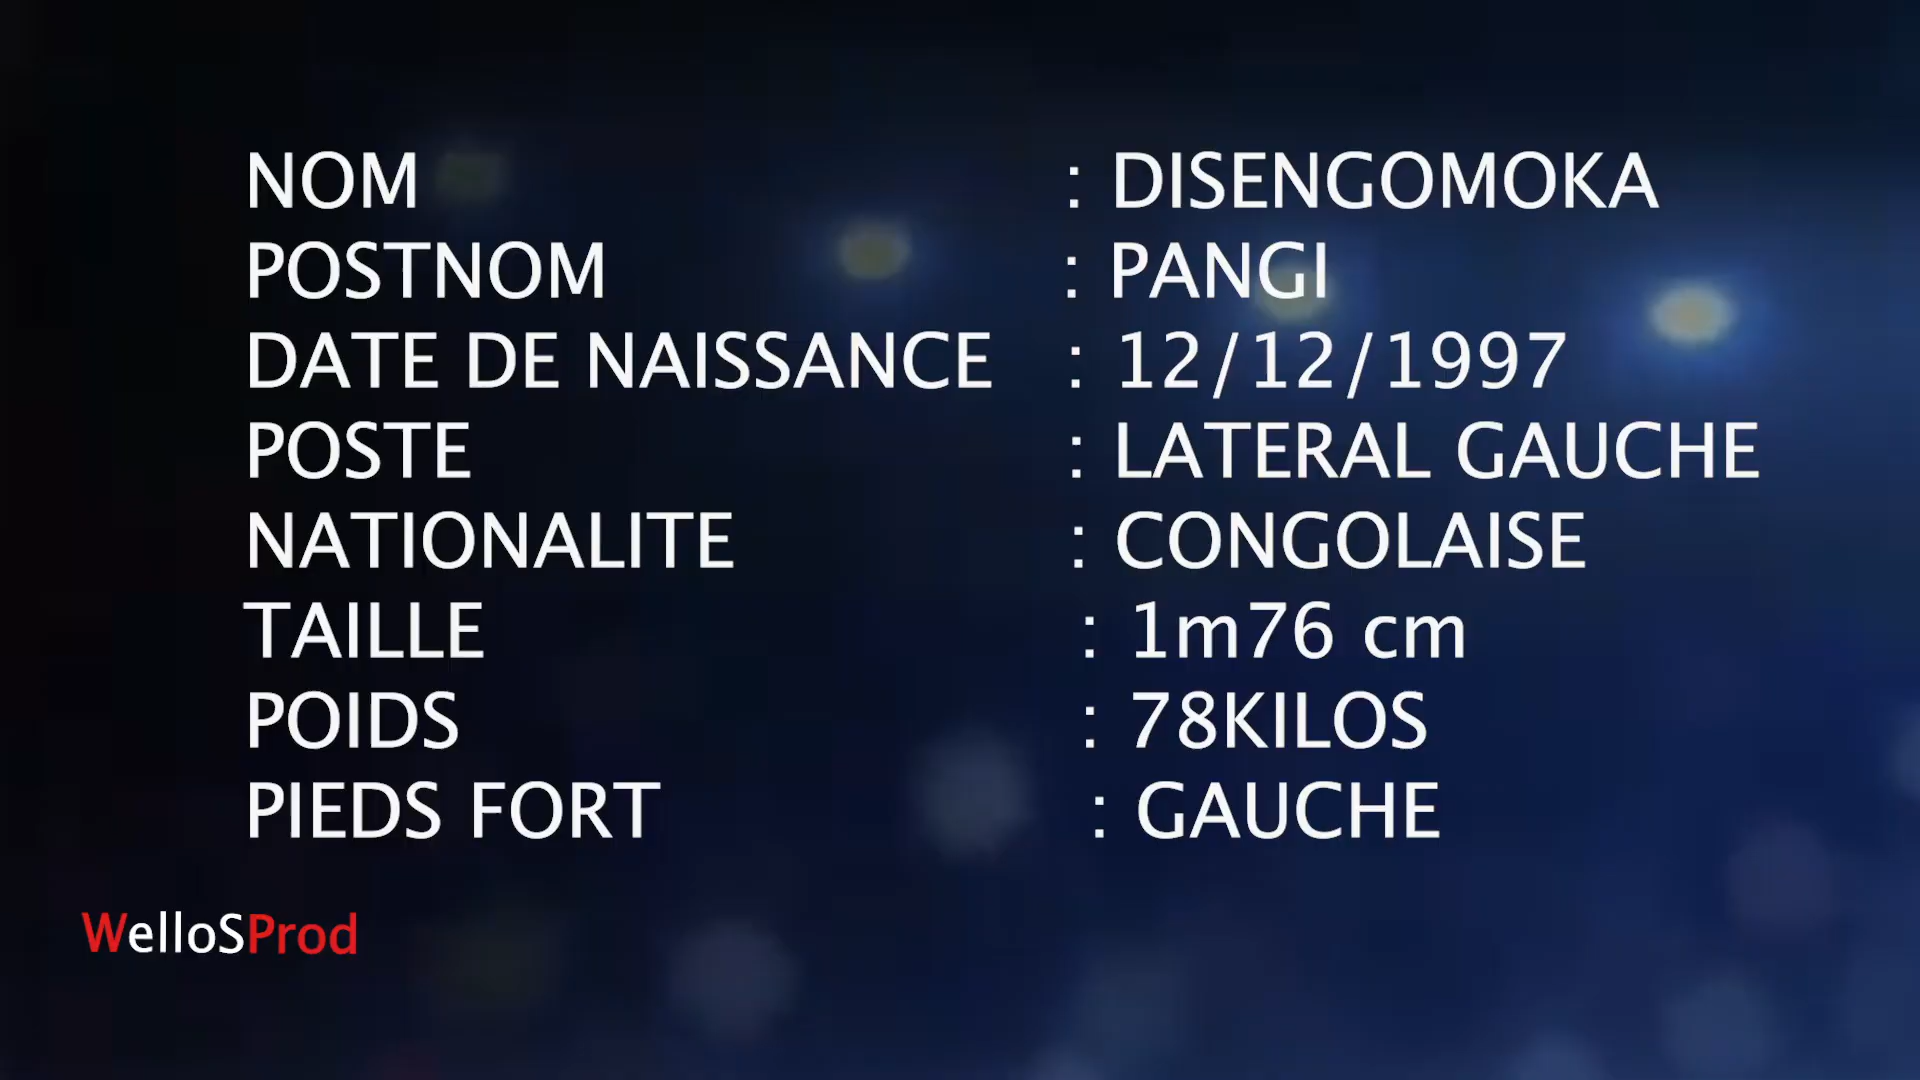 NOM : DISENGOMOKA
POSTNOM : PANGI
DATE DE NAISSANCE : 12/12/1997
POSTE : LATERAL GAUCHE
NATIONALITE : CONGOLAISE
TAILLE : 1m76 cm
POIDS : 78KILOS
PIEDS FORT : GAUCHE
WelloSProd